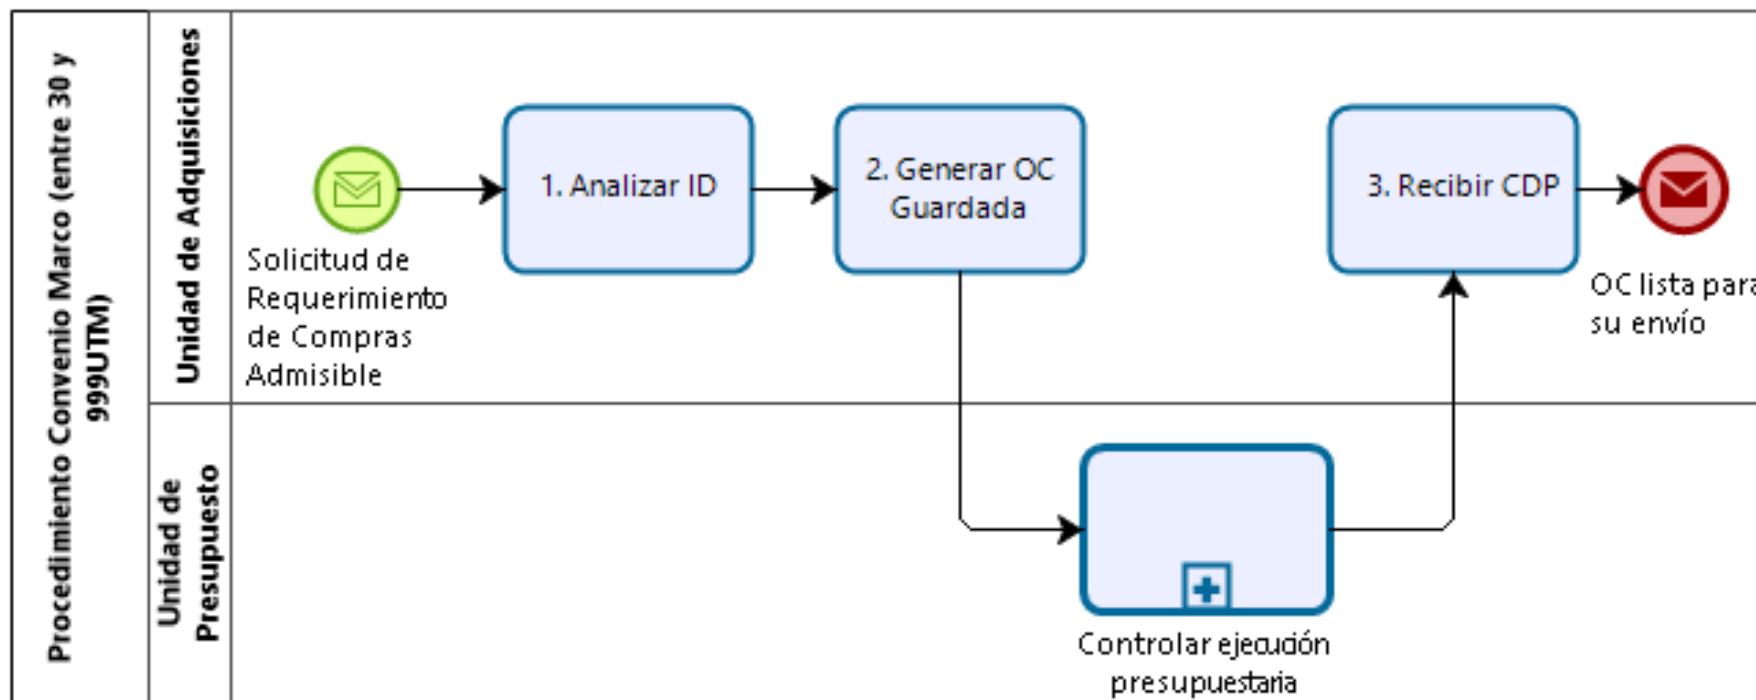 Procedimiento Convenio Marco (entre 30 y
999UTM)
Unidad de Adquisiciones
Solicitud de
Requerimiento
de Compras
Admisible
1. Analizar ID
2. Generar OC
Guardada
3. Recibir CDP
OC lista para
su envío
Unidad de
Presupuesto
Controlar ejecución
presupuestaria